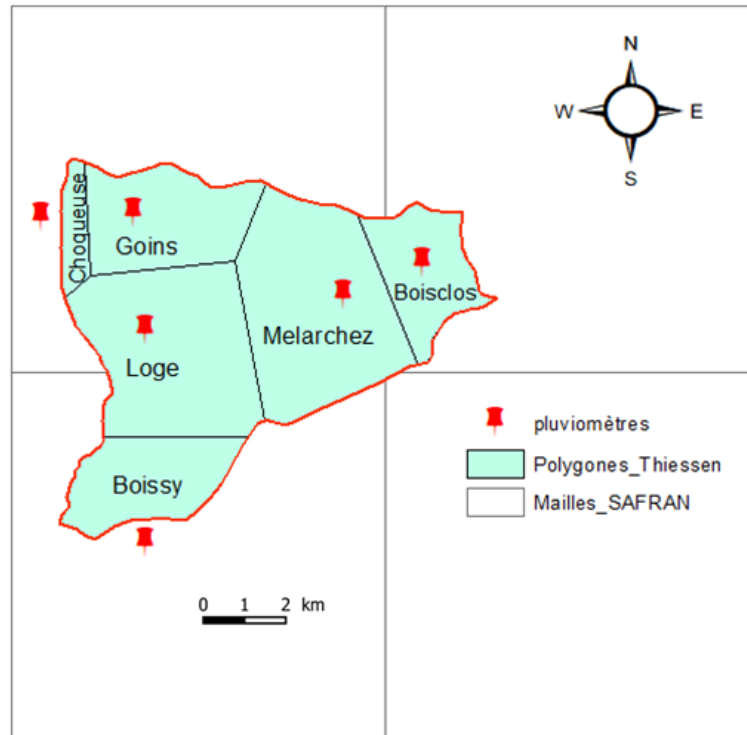 N
W E
S
Choqueuse
Goins
Boisclos
Melarchez
Loge
pluviomètres
Polygones_Thiessen
Boissy
Mailles_SAFRAN
0 1 2 km